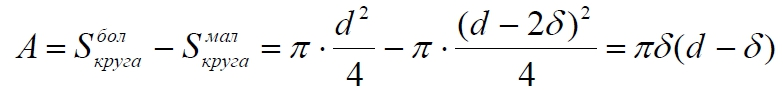 A = S круга бол − S круга мал = π · d²/4 − π · (d − 2δ)²/4 = πδ(d − δ)